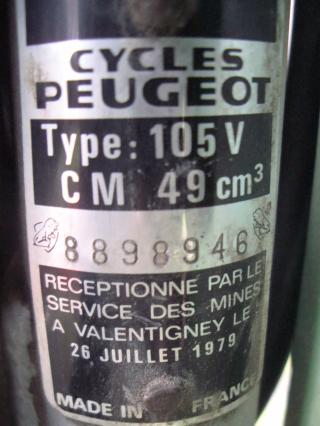 CYCLES
PEUGEOT
Type: 105 V
CM 49 cm³
8898946
RECEPTIONNE PAR LE
SERVICE DES MINES
A VALENTIGNEY LE
26 JUILLET 1979
MADE IN FRANCE